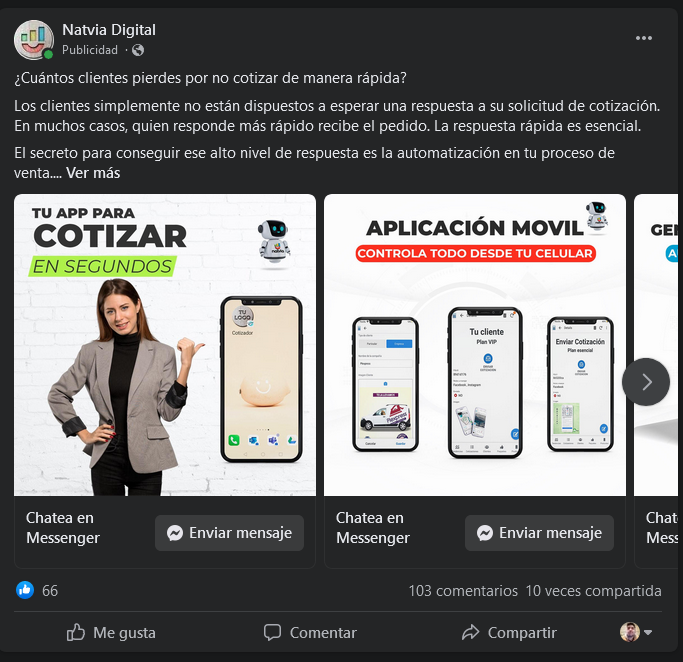 Natvia Digital
Publicidad ·
¿Cuántos clientes pierdes por no cotizar de manera rápida?
Los clientes simplemente no están dispuestos a esperar una respuesta a su solicitud de cotización.
En muchos casos, quien responde más rápido recibe el pedido. La respuesta rápida es esencial.
El secreto para conseguir ese alto nivel de respuesta es la automatización en tu proceso de
venta.... Ver más
TU APP PARA
COTIZAR
EN SEGUNDOS
TU
LOGO
Cotizador
APLICACIÓN MOVIL
CONTROLA TODO DESDE TU CELULAR
Tu cliente
Plan VIP
Enviar Cotización
Plan esencial
GE
A
Chatea en
Messenger
Enviar mensaje
Chatea en
Messenger
Enviar mensaje
Chat
Mess
66
103 comentarios 10 veces compartida
Me gusta
Comentar
Compartir